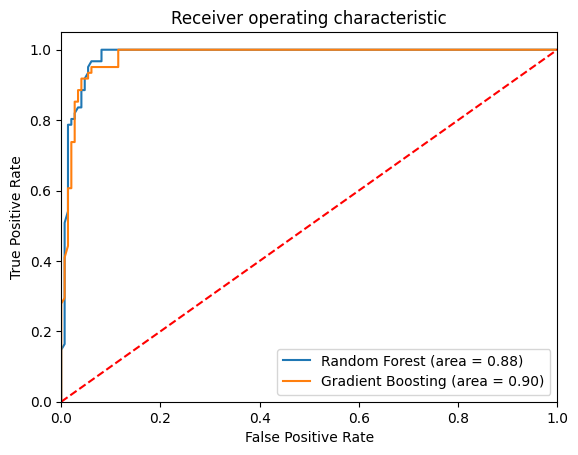 Receiver operating characteristic
True Positive Rate
1.0
0.8
0.6
0.4
0.2
0.0
0.0 0.2 0.4 0.6 0.8 1.0
False Positive Rate
Random Forest (area = 0.88)
Gradient Boosting (area = 0.90)